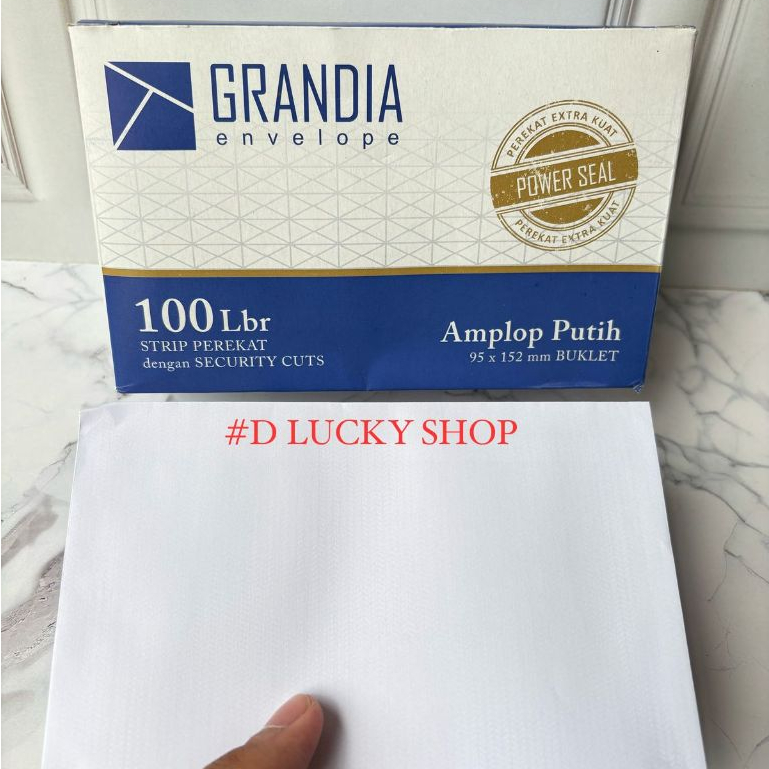 GRANDIA
envelope
PEREKAT EXTRA KUAT
POWER SEAL
PEREKAT EXTRA KUAT
100 Lbr
STRIP PEREKAT
dengan SECURITY CUTS
Amplop Putih
95 x 152 mm BUKLET
#D LUCKY SHOP